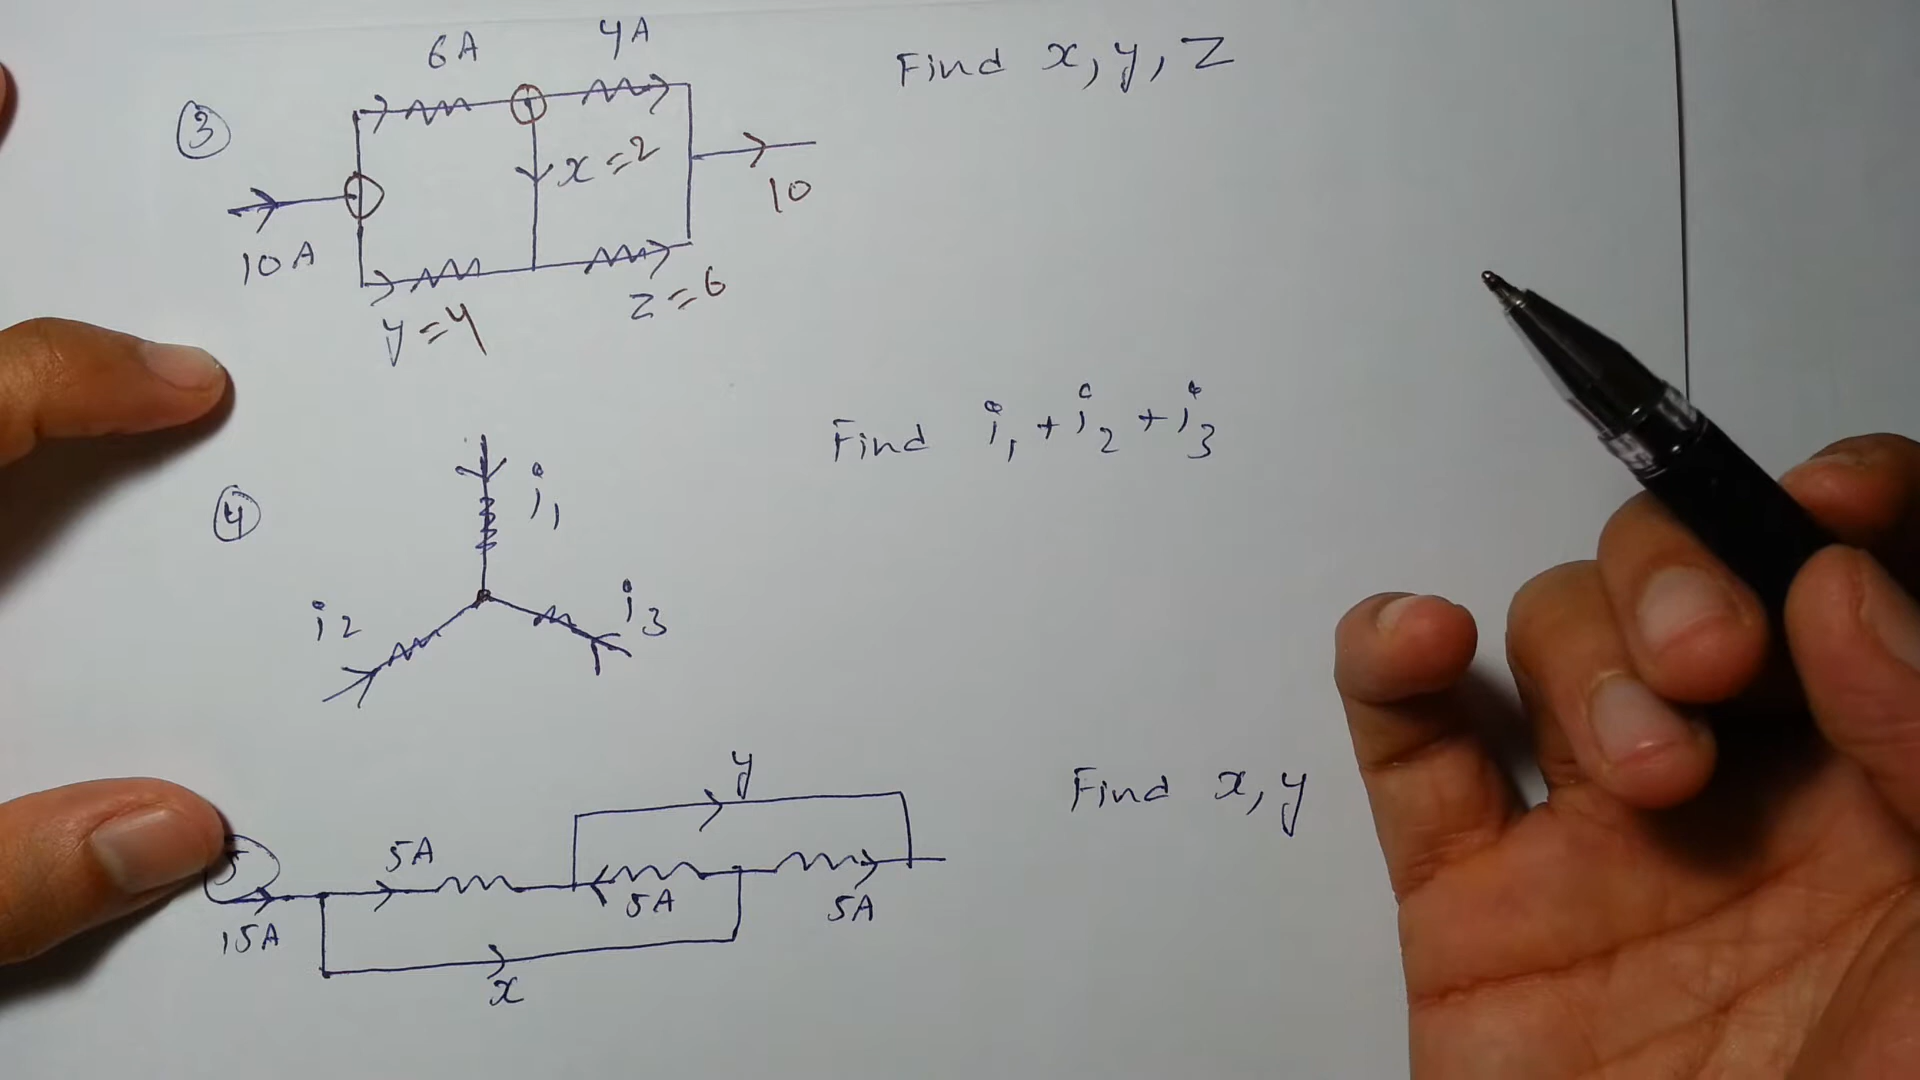 ③
6A
4A
Find x, y, z
x = 2
10
10A
y = 4
z = 6
④
Find i₁ + i₂ + i₃
i₁
i₂
i₃
5
y
Find x, y
5A
15A
5A
5A
x